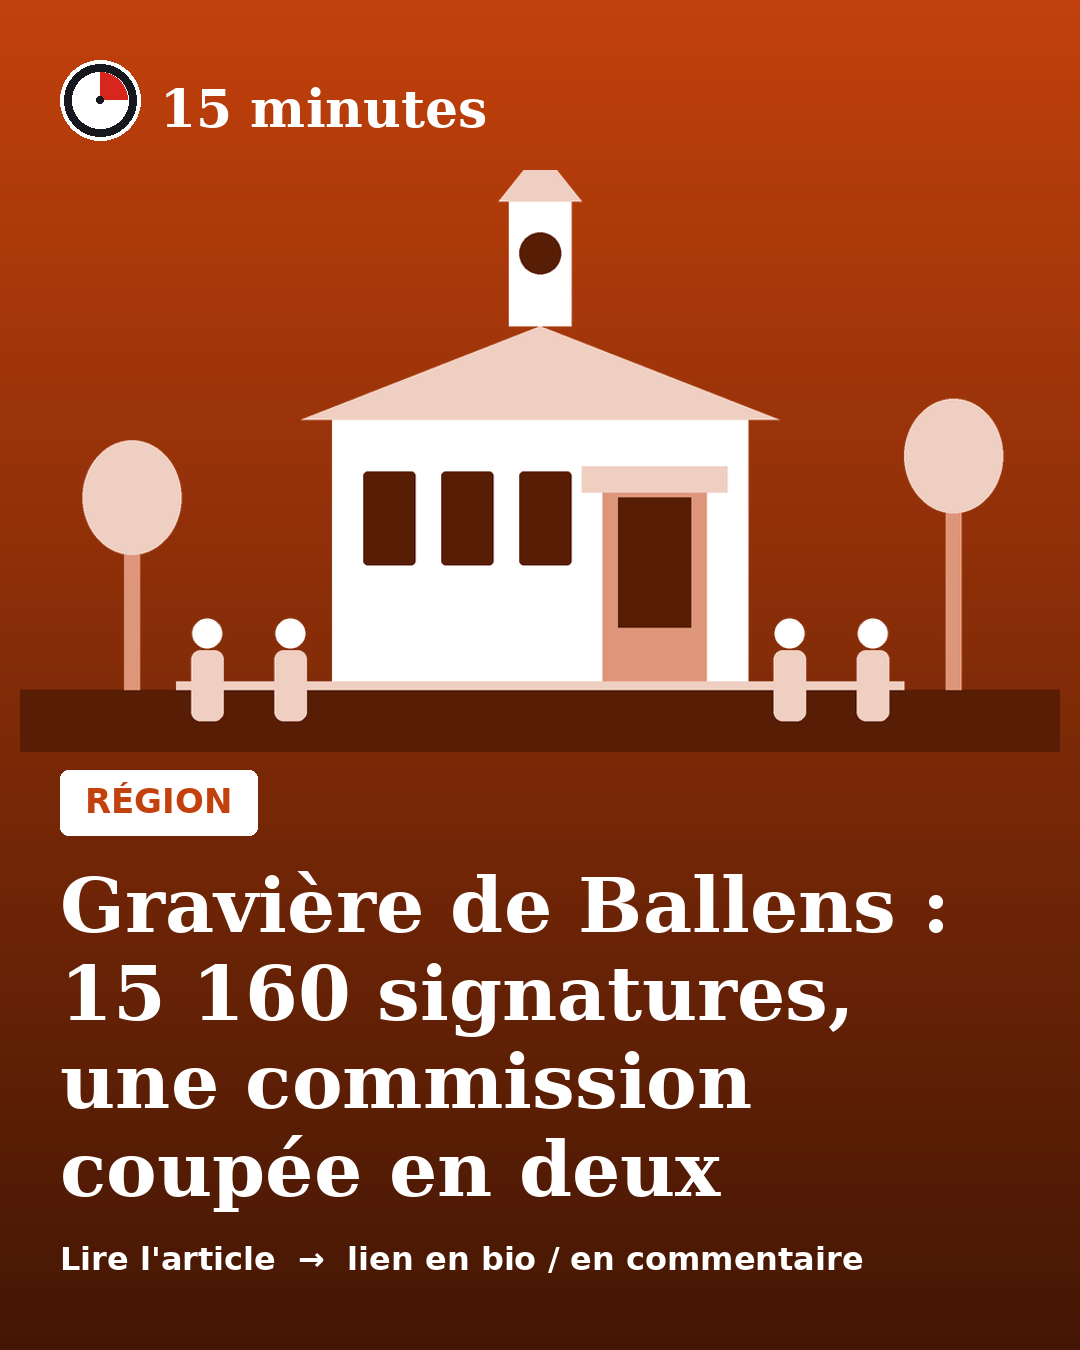 15 minutes
RÉGION
Gravière de Ballens :
15 160 signatures,
une commission
coupée en deux
Lire l'article → lien en bio / en commentaire